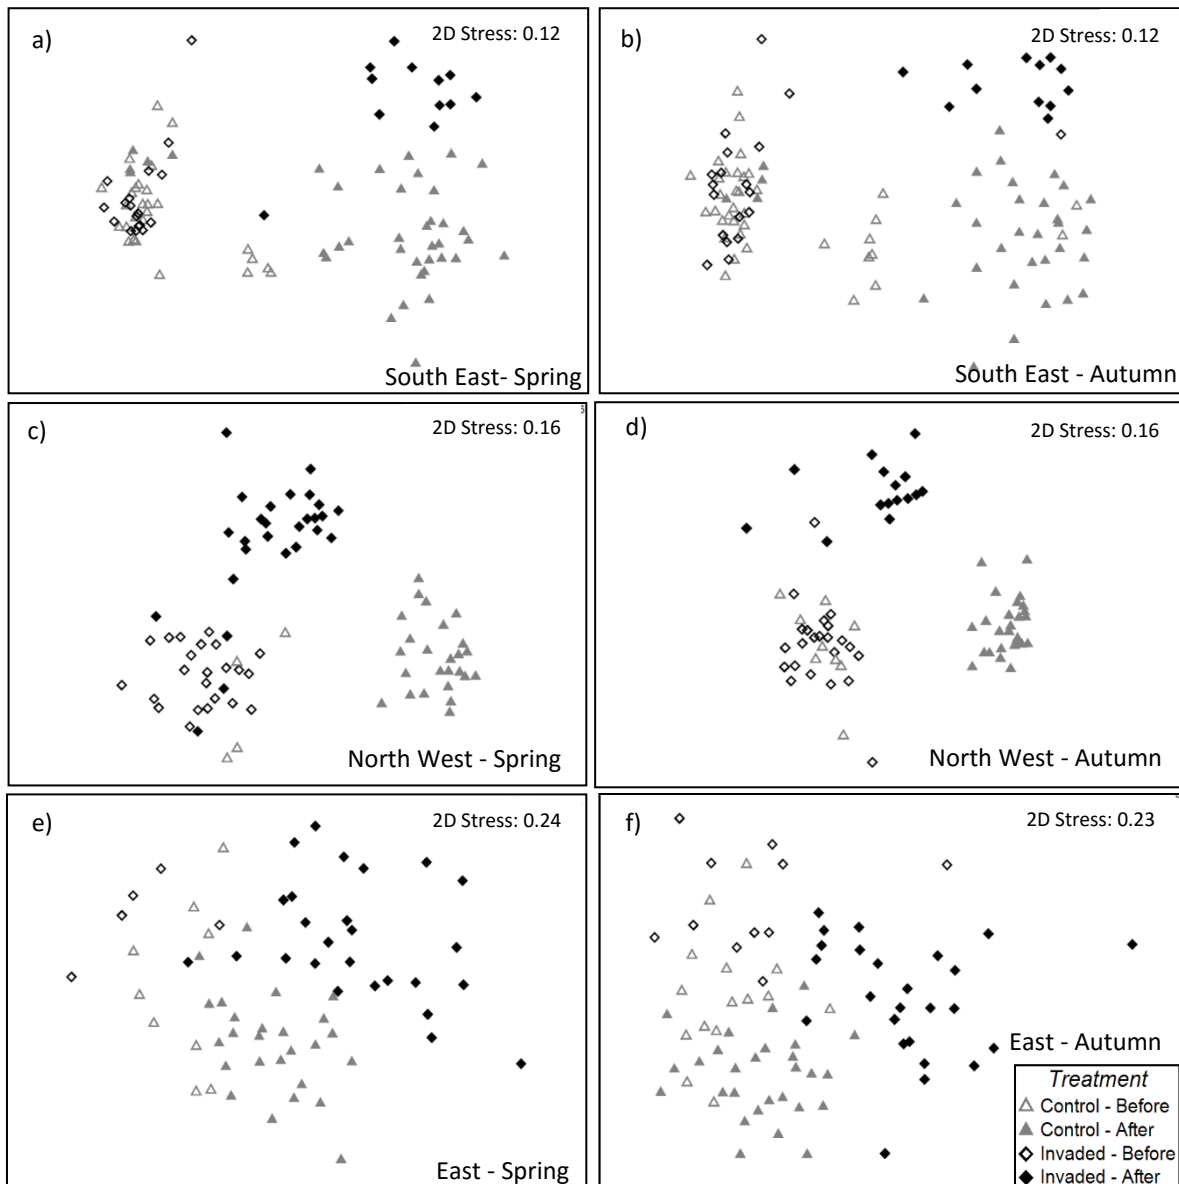 a)
2D Stress: 0.12
South East- Spring
b)
2D Stress: 0.12
South East - Autumn
c)
2D Stress: 0.16
North West - Spring
d)
2D Stress: 0.16
North West - Autumn
e)
2D Stress: 0.24
East - Spring
f)
2D Stress: 0.23
East - Autumn
Treatment
Control - Before
Control - After
Invaded - Before
Invaded - After